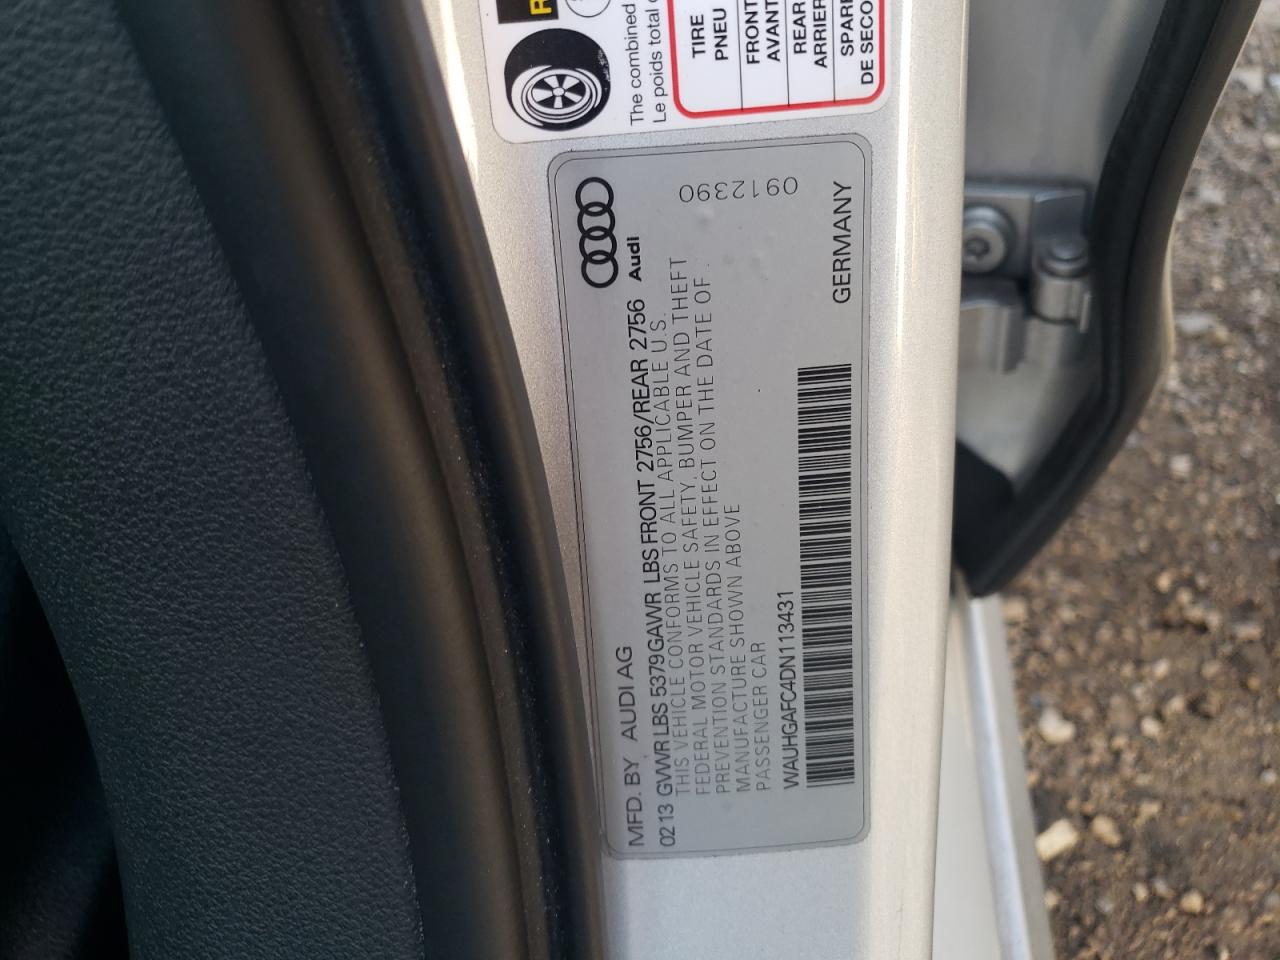 R
The combined
Le poids total
TIRE
PNEU
FRONT
AVANT
REAR
ARRIER
SPARE
DE SECO
Audi
0912390
MFD. BY AUDI AG
02 13 GVWR LBS 5379 GAWR LBS FRONT 2756/REAR 2756
THIS VEHICLE CONFORMS TO ALL APPLICABLE U.S.
FEDERAL MOTOR VEHICLE SAFETY, BUMPER AND THEFT
PREVENTION STANDARDS IN EFFECT ON THE DATE OF
MANUFACTURE SHOWN ABOVE
PASSENGER CAR
WAUHGAFC4DN113431
GERMANY